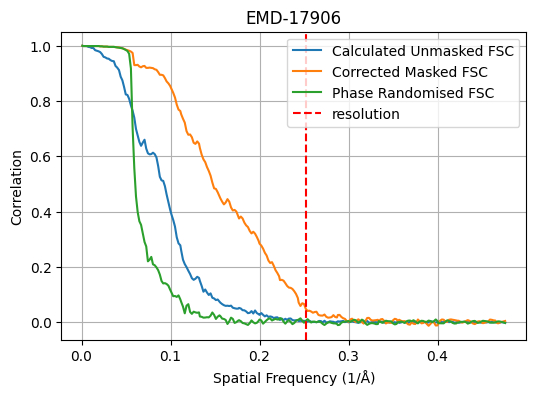 EMD-17906
Calculated Unmasked FSC
Corrected Masked FSC
Phase Randomised FSC
resolution
Correlation
1.0
0.8
0.6
0.4
0.2
0.0
0.0 0.1 0.2 0.3 0.4
Spatial Frequency (1/Å)